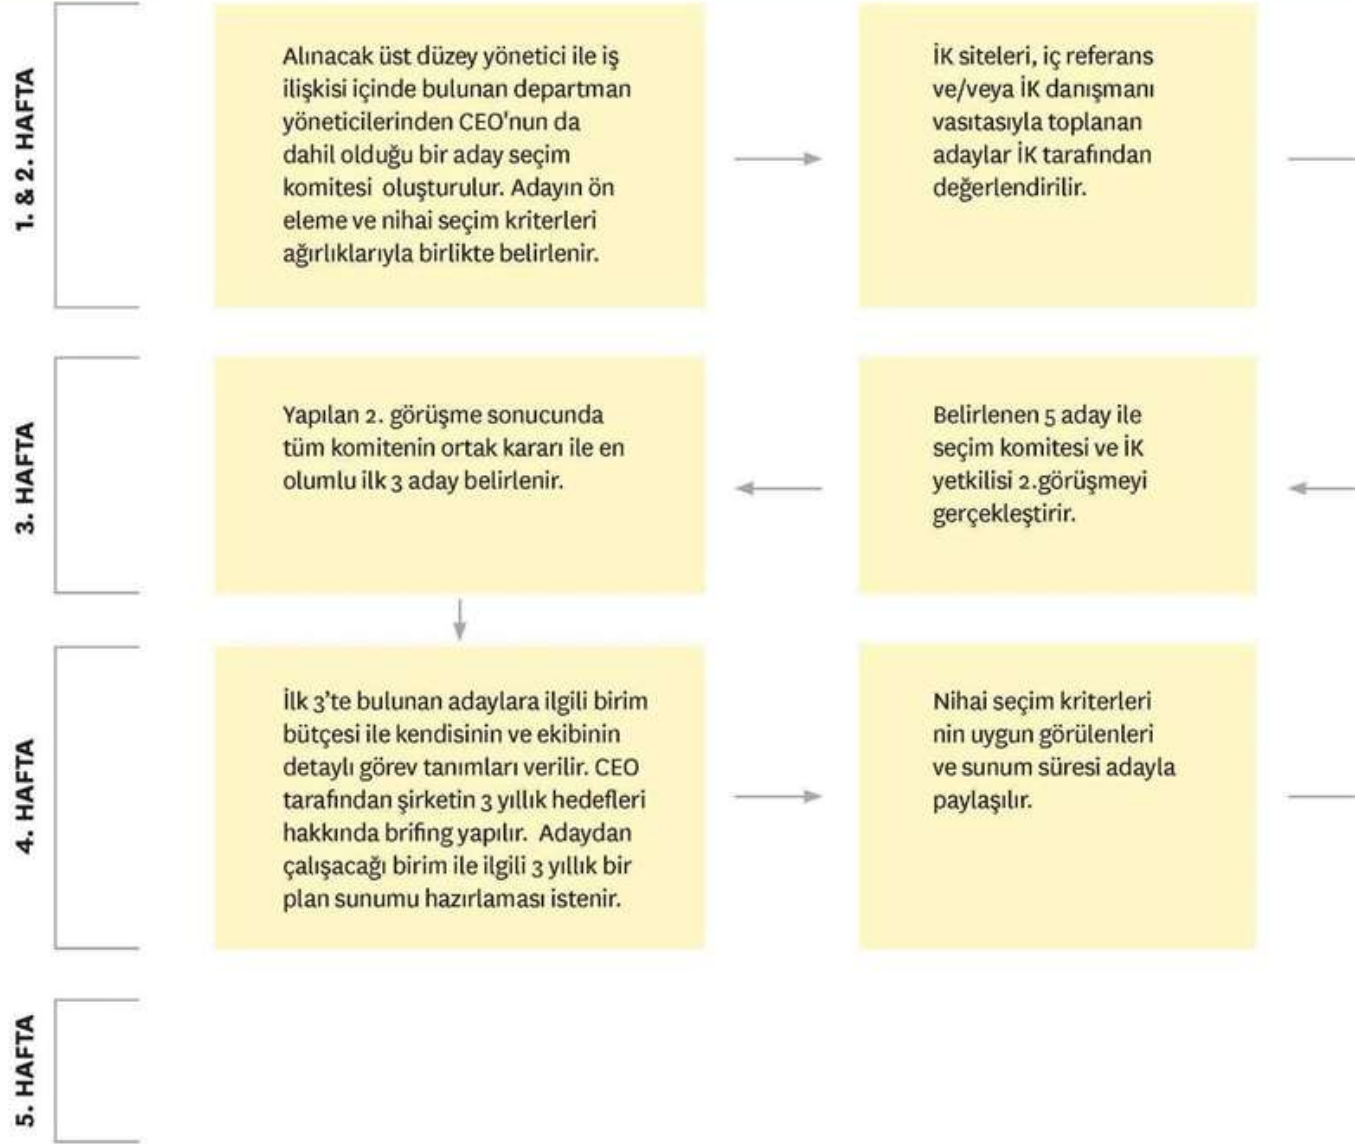 1. & 2. HAFTA
Alınacak üst düzey yönetici ile iş
ilişkisi içinde bulunan departman
yöneticilerinden CEO'nun da
dahil olduğu bir aday seçim
komitesi oluşturulur. Adayın ön
eleme ve nihai seçim kriterleri
ağırlıklarıyla birlikte belirlenir.
İK siteleri, iç referans
ve/veya İK danışmanı
vasıtasıyla toplanan
adaylar İK tarafından
değerlendirilir.
3. HAFTA
Yapılan 2. görüşme sonucunda
tüm komitenin ortak kararı ile en
olumlu ilk 3 aday belirlenir.
Belirlenen 5 aday ile
seçim komitesi ve İK
yetkilisi 2.görüşmeyi
gerçekleştirir.
4. HAFTA
İlk 3'te bulunan adaylara ilgili birim
bütçesi ile kendisinin ve ekibinin
detaylı görev tanımları verilir. CEO
tarafından şirketin 3 yıllık hedefleri
hakkında brifing yapılır. Adaydan
çalışacağı birim ile ilgili 3 yıllık bir
plan sunumu hazırlaması istenir.
Nihai seçim kriterleri
nin uygun görülenleri
ve sunum süresi adayla
paylaşılır.
5. HAFTA